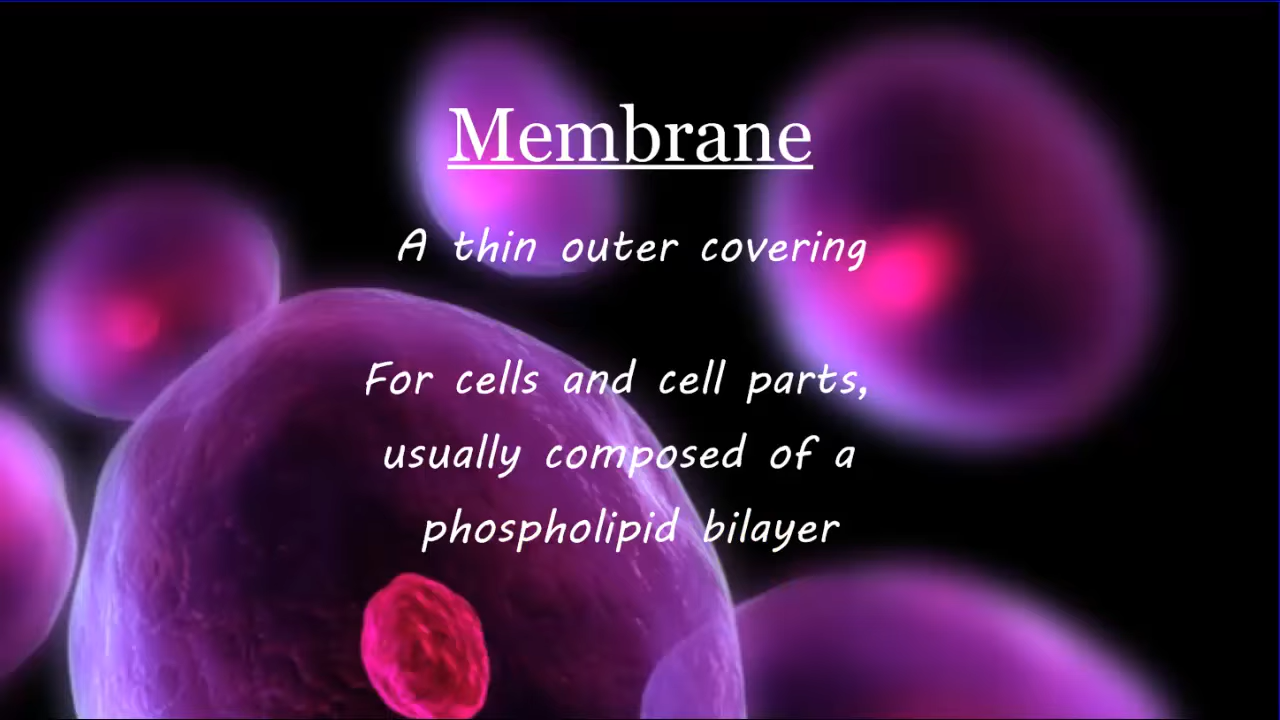 Membrane
A thin outer covering
For cells and cell parts,
usually composed of a
phospholipid bilayer